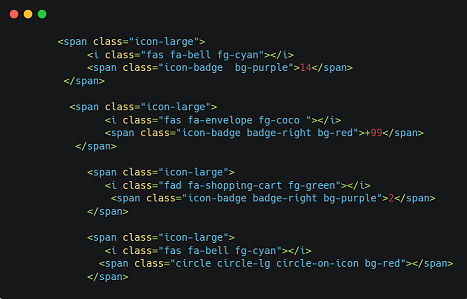 <span class="icon-large">
<i class="fas fa-bell fg-cyan"></i>
<span class="icon-badge  bg-purple">14</span>
</span>
<span class="icon-large">
<i class="fas fa-envelope fg-coco "></i>
<span class="icon-badge badge-right bg-red">+99</span>
</span>
<span class="icon-large">
<i class="fad fa-shopping-cart fg-green"></i>
<span class="icon-badge badge-right bg-purple">2</span>
</span>
<span class="icon-large">
<i class="fas fa-bell fg-cyan"></i>
<span class="circle circle-lg circle-on-icon bg-red"></span>
</span>